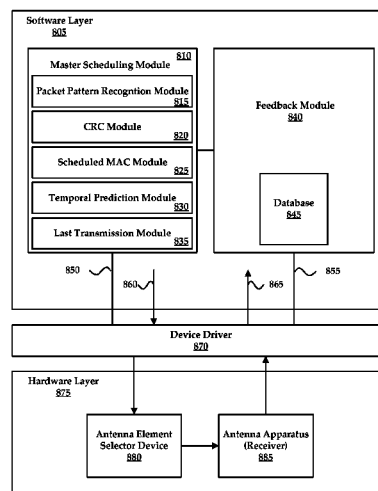 Software Layer
805
810
Master Scheduling Module
Packet Pattern Recogntion Module
815
CRC Module
820
Scheduled MAC Module
825
Temporal Prediction Module
830
Last Transmission Module
835
Feedback Module
840
Database
845
850
860
865
855
Device Driver
870
Hardware Layer
875
Antenna Element
Selector Device
880
Antenna Apparatus
(Receiver)
885